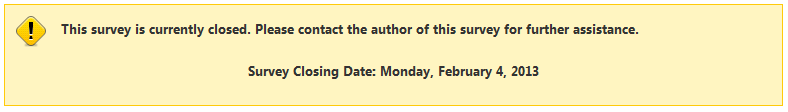 This survey is currently closed. Please contact the author of this survey for further assistance.
Survey Closing Date: Monday, February 4, 2013